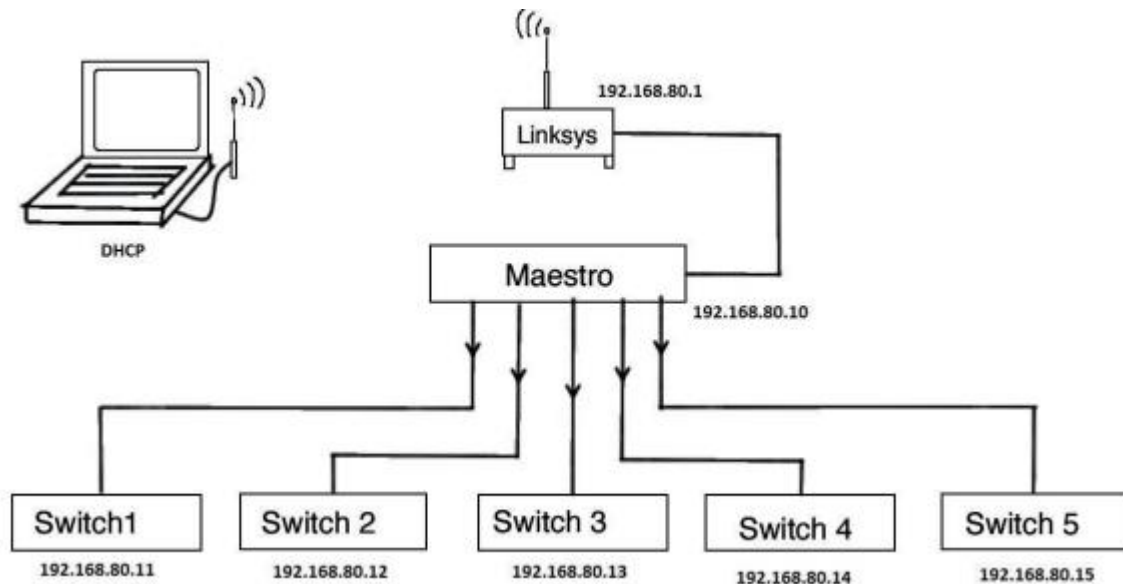 192.168.80.1
Linksys
DHCP
Maestro
192.168.80.10
Switch1
Switch 2
Switch 3
Switch 4
Switch 5
192.168.80.11
192.168.80.12
192.168.80.13
192.168.80.14
192.168.80.15